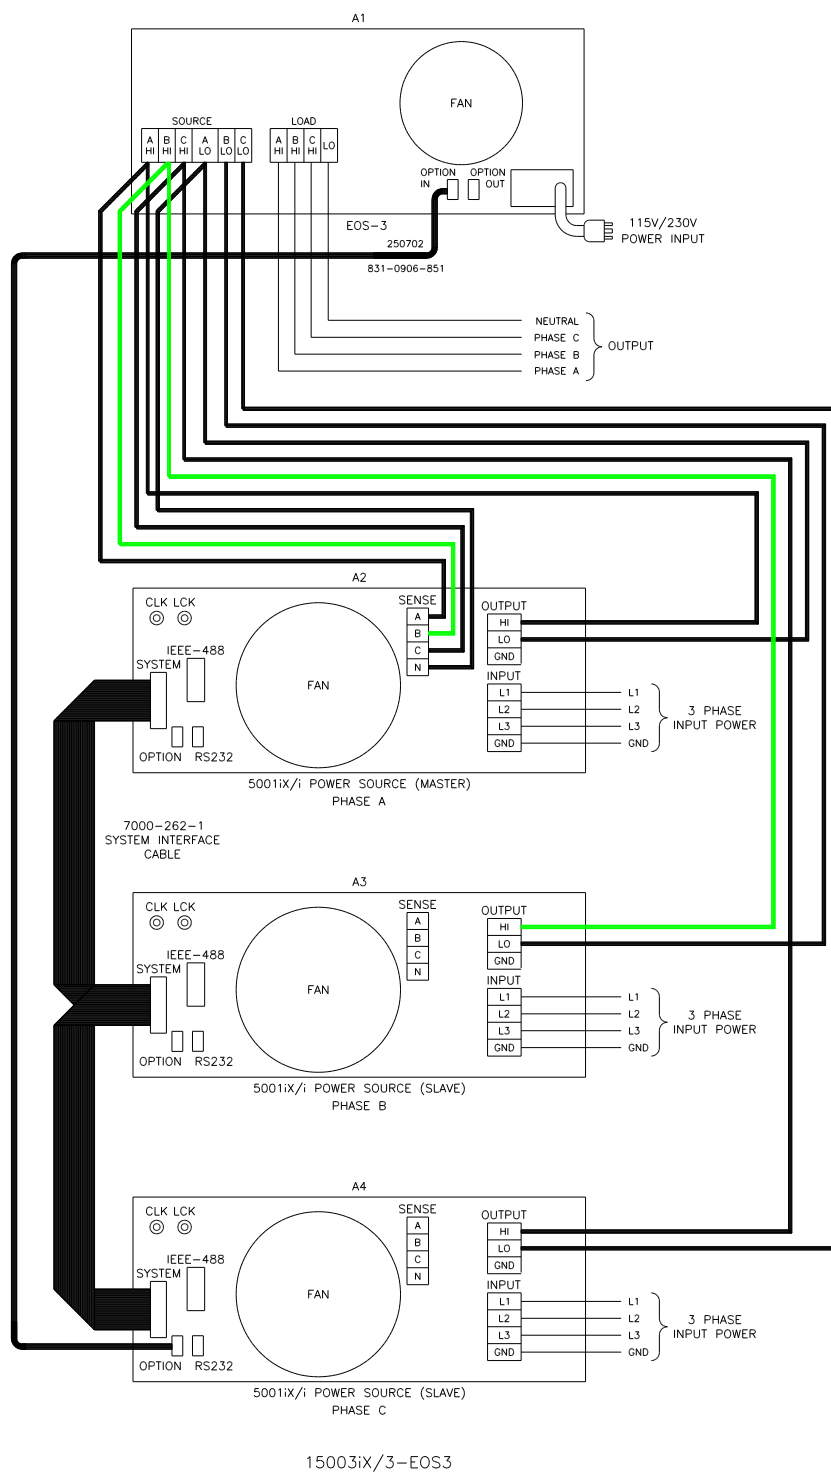 A1
FAN
SOURCE
LOAD
A HI
B HI
C HI
A LO
B LO
C LO
A HI
B HI
C HI
LO
OPTION IN
OPTION OUT
EOS-3
115V/230V
POWER INPUT
250702
831-0906-851
NEUTRAL
PHASE C
PHASE B
PHASE A
OUTPUT
A2
CLK LCK
SENSE
A
B
C
N
OUTPUT
HI
LO
GND
IEEE-488
SYSTEM
FAN
INPUT
L1
L2
L3
GND
L1
L2
L3
GND
3 PHASE
INPUT POWER
OPTION
RS232
5001iX/i POWER SOURCE (MASTER)
PHASE A
7000-262-1
SYSTEM INTERFACE
CABLE
A3
CLK LCK
SENSE
A
B
C
N
OUTPUT
HI
LO
GND
IEEE-488
SYSTEM
FAN
INPUT
L1
L2
L3
GND
L1
L2
L3
GND
3 PHASE
INPUT POWER
OPTION
RS232
5001iX/i POWER SOURCE (SLAVE)
PHASE B
A4
CLK LCK
SENSE
A
B
C
N
OUTPUT
HI
LO
GND
IEEE-488
SYSTEM
FAN
INPUT
L1
L2
L3
GND
L1
L2
L3
GND
3 PHASE
INPUT POWER
OPTION
RS232
5001iX/i POWER SOURCE (SLAVE)
PHASE C
15003iX/3-EOS3